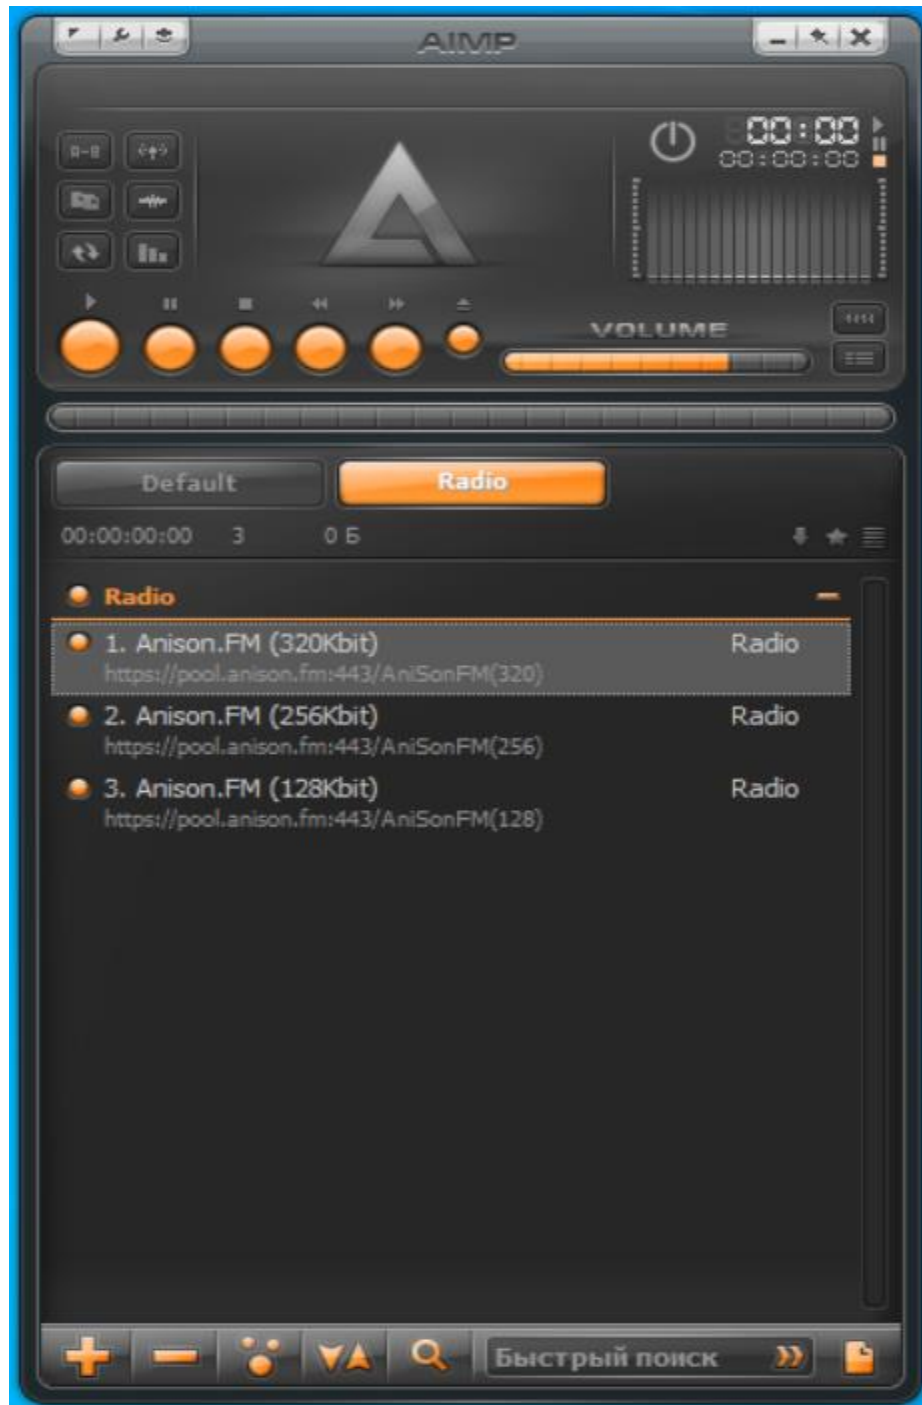 AIMP
A-B
00:00
00:00:00
VOLUME
Default
Radio
00:00:00:00 3 0 Б
Radio
1. Anison.FM (320Kbit) Radio
https://pool.anison.fm:443/AniSonFM(320)
2. Anison.FM (256Kbit) Radio
https://pool.anison.fm:443/AniSonFM(256)
3. Anison.FM (128Kbit) Radio
https://pool.anison.fm:443/AniSonFM(128)
Быстрый поиск